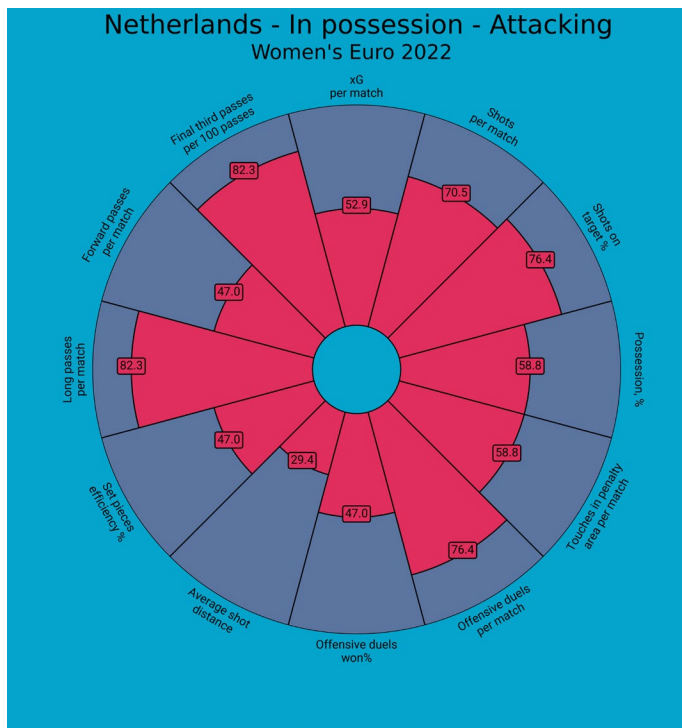 Netherlands - In possession - Attacking
Women's Euro 2022
xG
per match
52.9
Shots
per match
70.5
Shots on
target %
76.4
Possession, %
58.8
Touches in penalty
area per match
58.8
Offensive duels
per match
76.4
Offensive duels
won%
47.0
Average shot
distance
29.4
Set pieces
efficiency %
47.0
Long passes
per match
82.3
Forward passes
per match
47.0
Final third passes
per 100 passes
82.3